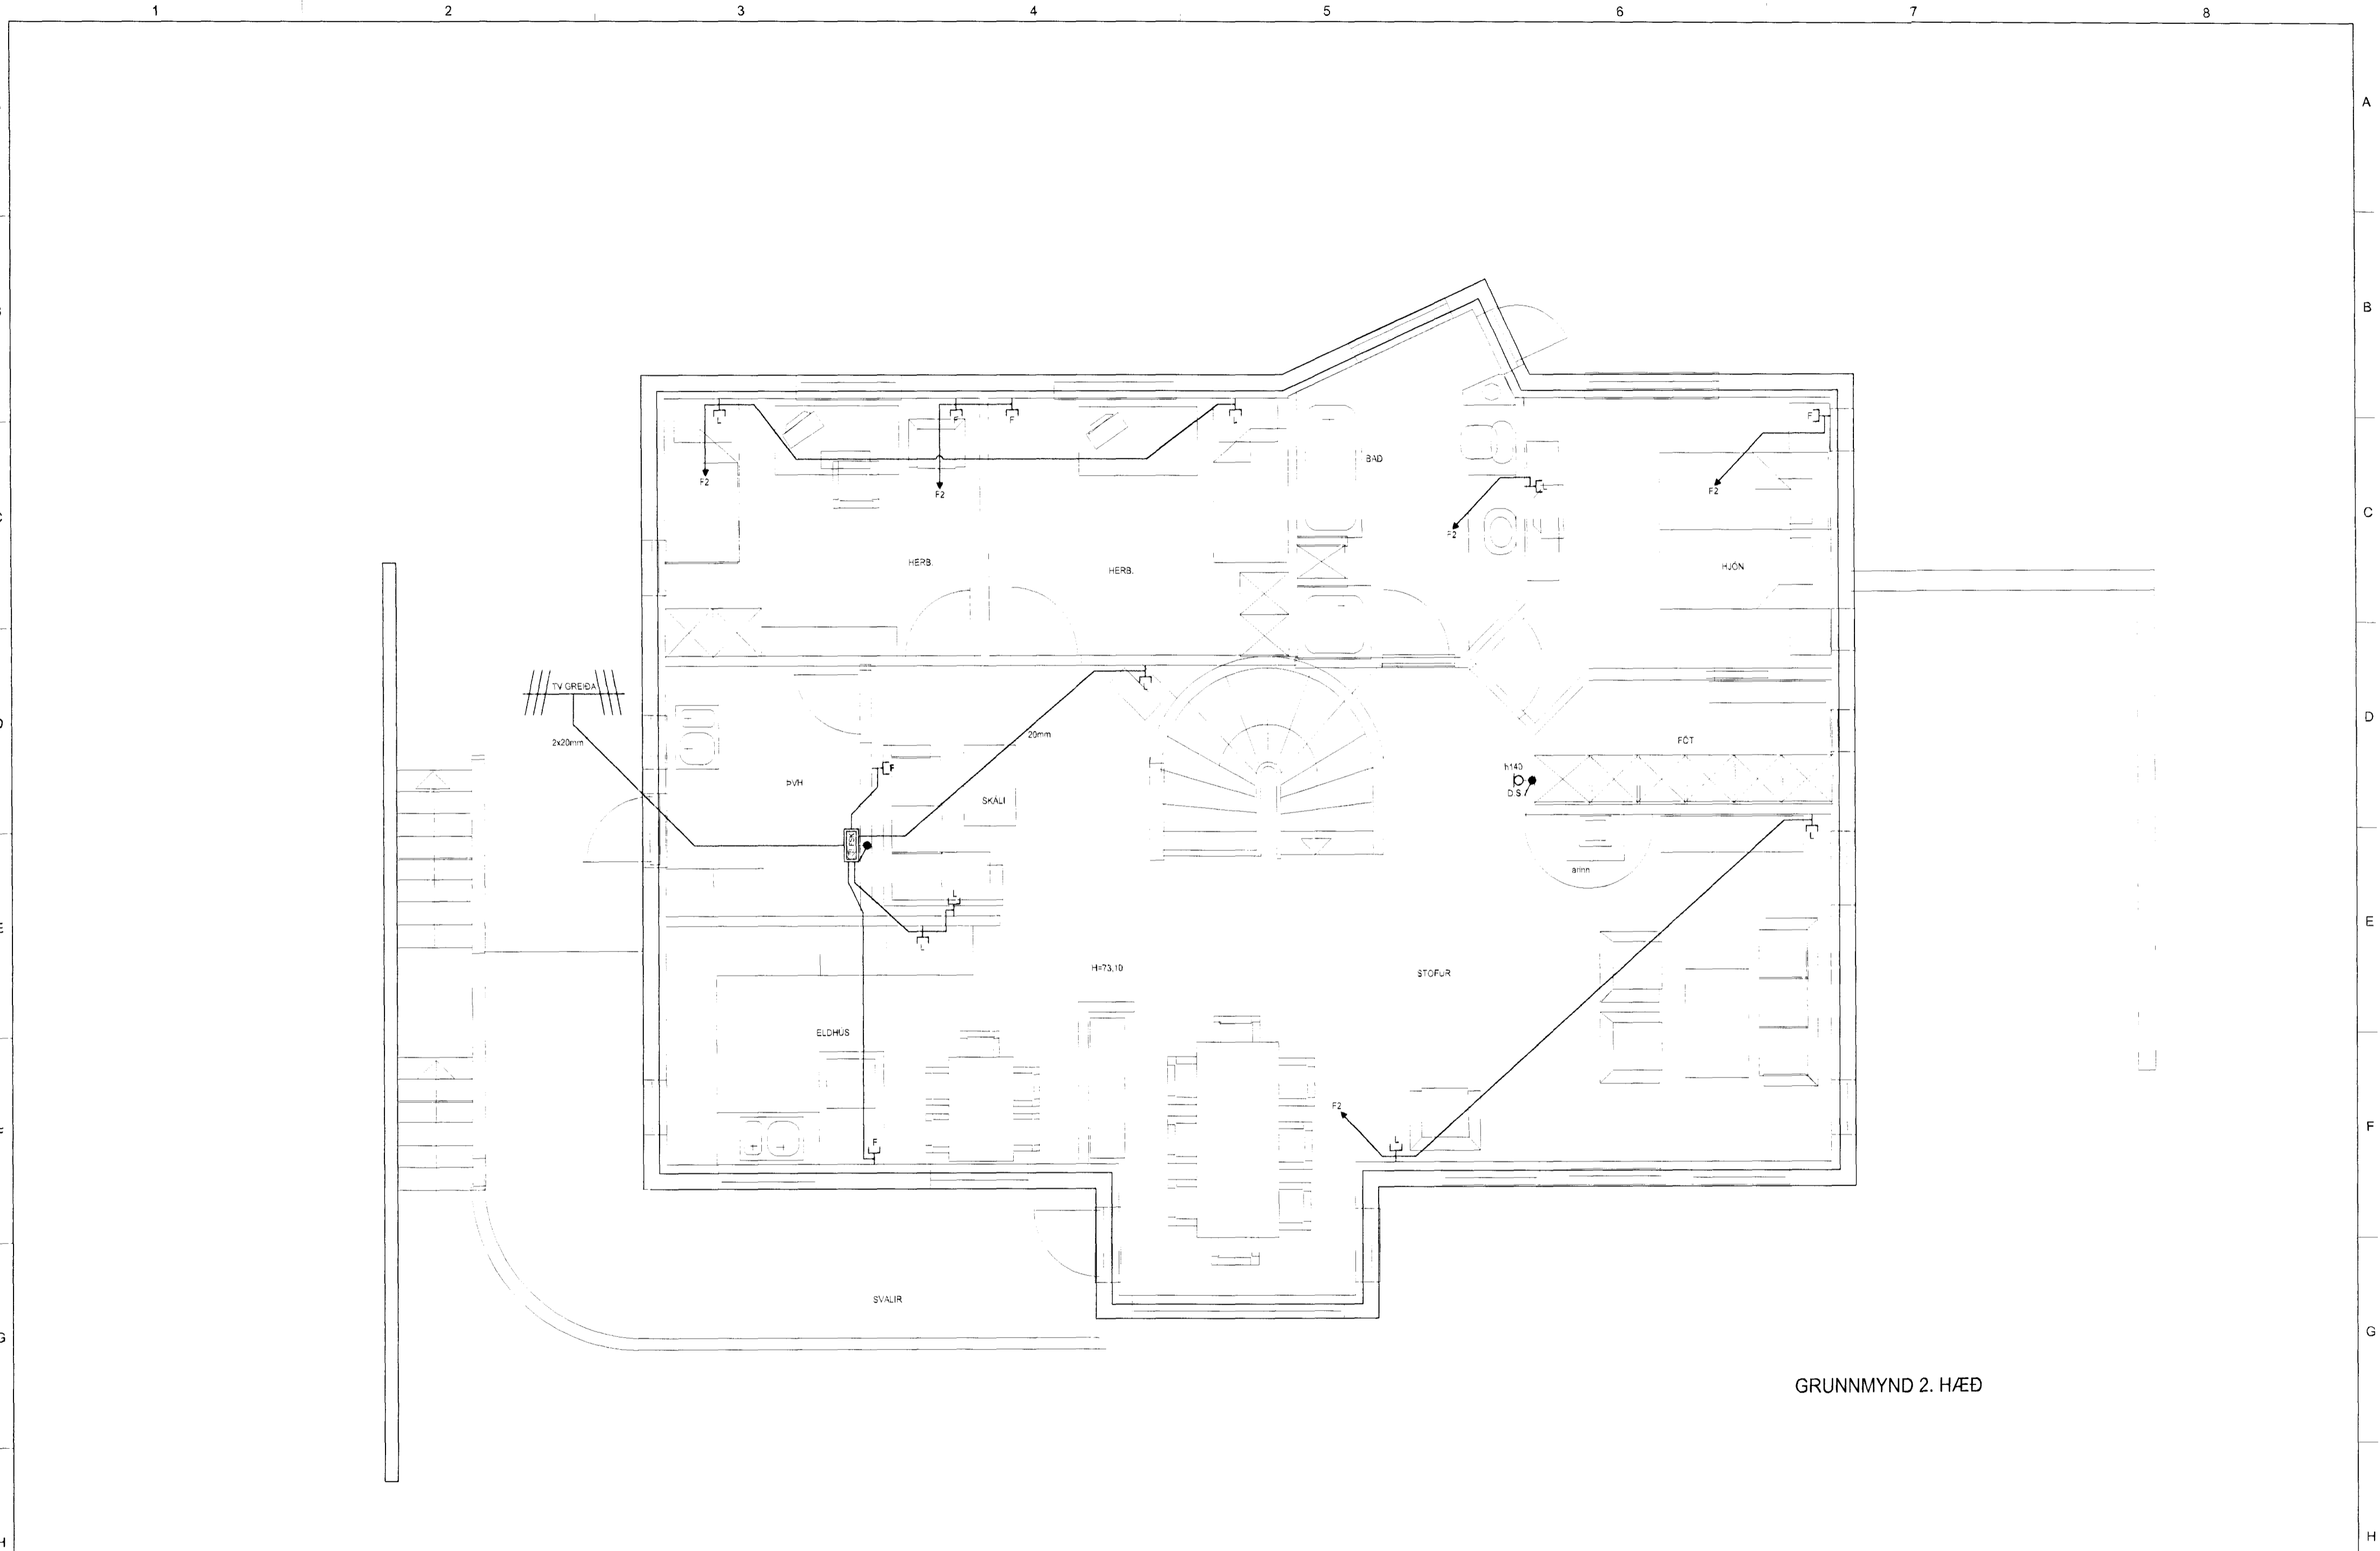 1 2 3 4 5 6 7 8
A
B
L F F L F
BAÐ
F2 F2 F2
L
C
HERB. HERB. HJÓN
L
TV GREIÐA
D
2x20mm 20mm
FÖT
F
ÞVH
h140
D.S.
SKÁLI
L
arinn
L
E
L
H=73,10
STOFUR
ELDHÚS
F2
F
F L
SVALIR
G
GRUNNMYND 2. HÆÐ
H